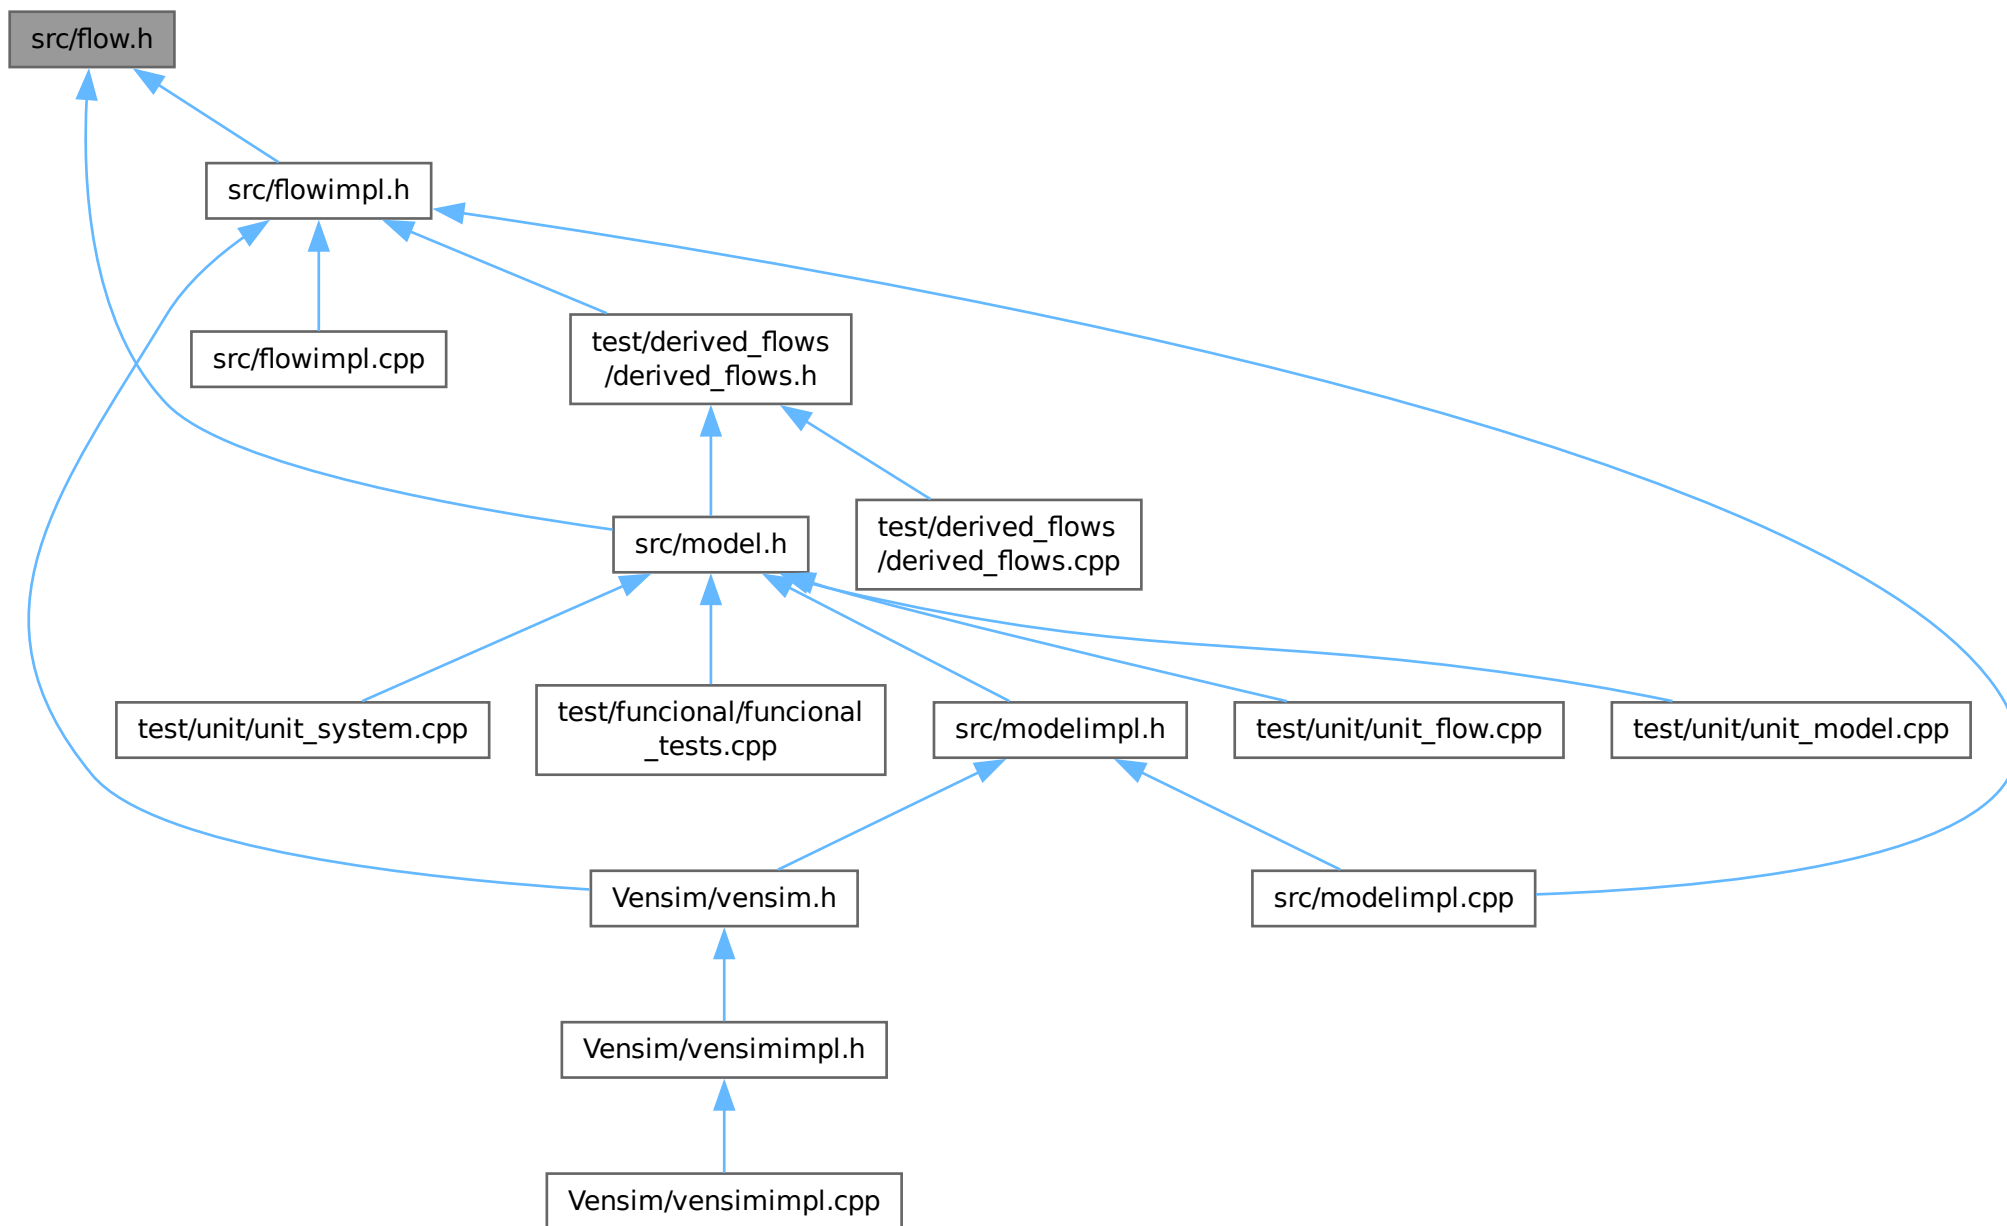 src/flow.h
src/flowimpl.h
src/flowimpl.cpp
test/derived_flows
/derived_flows.h
src/model.h
test/derived_flows
/derived_flows.cpp
test/unit/unit_system.cpp
test/funcional/funcional
_tests.cpp
src/modelimpl.h
test/unit/unit_flow.cpp
test/unit/unit_model.cpp
Vensim/vensim.h
src/modelimpl.cpp
Vensim/vensimimpl.h
Vensim/vensimimpl.cpp